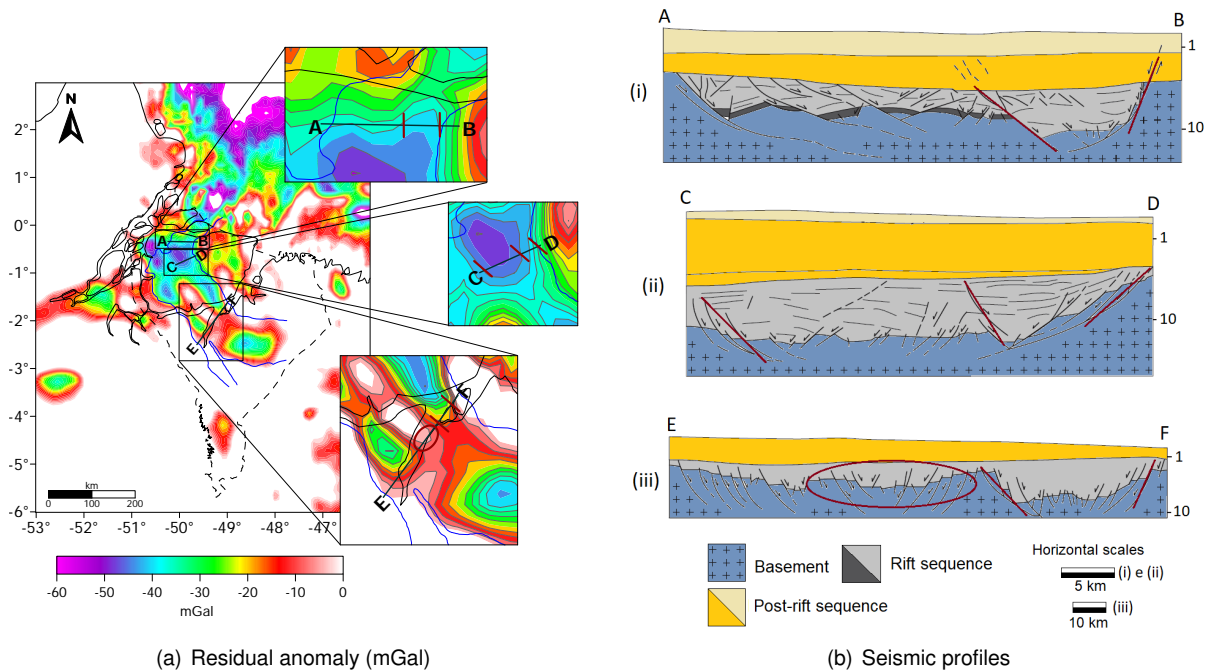 N
2°
1°
0°
-1°
-2°
-3°
-4°
-5°
-6°
-53 -52 -51 -50 -49 -48 -47
km
0 100 200
A B
C D
E F
A B
C D
E F
-60 -50 -40 -30 -20 -10 0
mGal
(a) Residual anomaly (mGal)
A B
(i)
1
10
C D
(ii)
1
10
E F
(iii)
1
10
Basement
Rift sequence
Post-rift sequence
Horizontal scales
(i) e (ii)
5 km
(iii)
10 km
(b) Seismic profiles